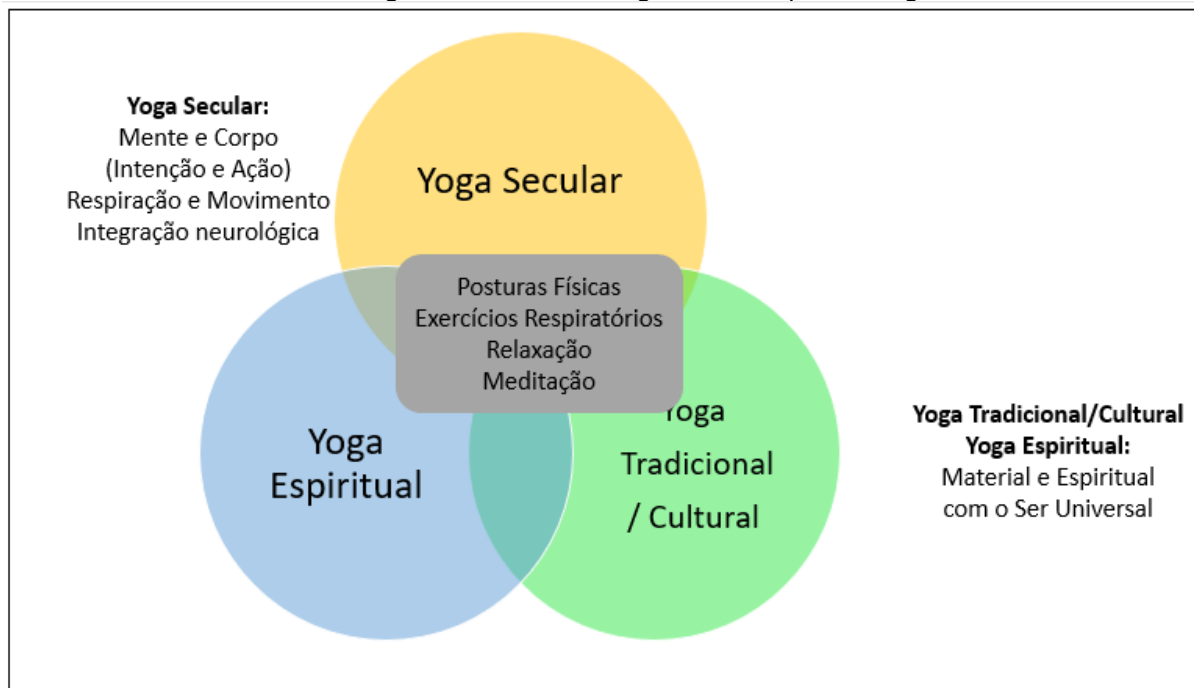 Yoga Secular:
Mente e Corpo
(Intenção e Ação)
Respiração e Movimento
Integração neurológica
Yoga Secular
Posturas Físicas
Exercícios Respiratórios
Relaxação
Meditação
Yoga
Espiritual
Yoga
Tradicional
/ Cultural
Yoga Tradicional/Cultural
Yoga Espiritual:
Material e Espiritual
com o Ser Universal